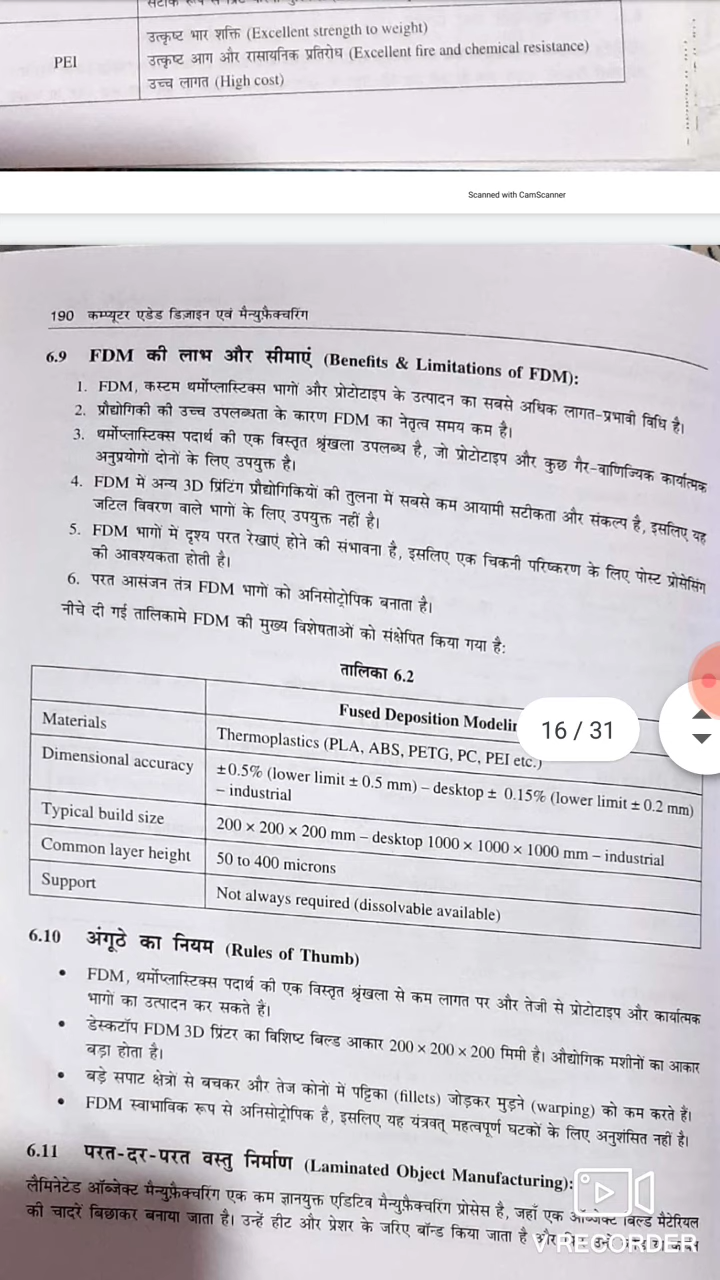 PEI
उत्कृष्ट भार शक्ति (Excellent strength to weight)
उत्कृष्ट आग और रासायनिक प्रतिरोध (Excellent fire and chemical resistance)
उच्च लागत (High cost)
Scanned with CamScanner
190 कम्प्यूटर एडेड डिज़ाइन एवं मैन्युफ़ैक्चरिंग
6.9 FDM की लाभ और सीमाएं (Benefits & Limitations of FDM):
1. FDM, कस्टम थर्मोप्लास्टिक्स भागों और प्रोटोटाइप के उत्पादन का सबसे अधिक लागत-प्रभावी विधि है।
2. प्रौद्योगिकी की उच्च उपलब्धता के कारण FDM का नेतृत्व समय कम है।
3. थर्मोप्लास्टिक्स पदार्थ की एक विस्तृत श्रृंखला उपलब्ध है, जो प्रोटोटाइप और कुछ गैर-वाणिज्यिक कार्यात्मक
अनुप्रयोगो दोनों के लिए उपयुक्त है।
4. FDM में अन्य 3D प्रिंटिंग प्रौद्योगिकियों की तुलना में सबसे कम आयामी सटीकता और संकल्प है, इसलिए यह
जटिल विवरण वाले भागों के लिए उपयुक्त नहीं है।
5. FDM भागों में दृश्य परत रेखाएं होने की संभावना है, इसलिए एक चिकनी परिष्करण के लिए पोस्ट प्रोसेसिंग
की आवश्यकता होती है।
6. परत आसंजन तंत्र FDM भागों को अनिसोट्रोपिक बनाता है।
नीचे दी गई तालिकामे FDM की मुख्य विशेषताओं को संक्षेपित किया गया है:
तालिका 6.2
Fused Deposition
16 / 31
Materials
Thermoplastics (PLA, ABS, PETG, PC, PEI etc.)
Dimensional accuracy
±0.5% (lower limit ± 0.5 mm) – desktop ± 0.15% (lower limit ± 0.2 mm)
– industrial
Typical build size
200 × 200 × 200 mm – desktop 1000 × 1000 × 1000 mm – industrial
Common layer height
50 to 400 microns
Support
Not always required (dissolvable available)
6.10 अंगूठे का नियम (Rules of Thumb)
• FDM, थर्मोप्लास्टिक्स पदार्थ की एक विस्तृत श्रृंखला से कम लागत पर और तेजी से प्रोटोटाइप और कार्यात्मक
भागों का उत्पादन कर सकते हैं।
• डेस्कटॉप FDM 3D प्रिंटर का विशिष्ट बिल्ड आकार 200 × 200 × 200 मिमी है। औद्योगिक मशीनों का आकार
बड़ा होता है।
• बड़े सपाट क्षेत्रों से बचकर और तेज कोनो में पट्टिका (fillets) जोड़कर मुड़ने (warping) को कम करते हैं।
• FDM स्वाभाविक रूप से अनिसोट्रोपिक है, इसलिए यह यंत्रवत् महत्वपूर्ण घटकों के लिए अनुशंसित नहीं है।
6.11 परत-दर-परत वस्तु निर्माण (Laminated Object Manufacturing):
लैमिनेटेड ऑब्जेक्ट मैन्युफ़ैक्चरिंग एक कम ज्ञानयुक्त एडिटिव मैन्युफ़ैक्चरिंग प्रोसेस है, जहाँ एक ऑब्जेक्ट बिल्ड मैटेरियल
की चादरें बिछाकर बनाया जाता है। उन्हें हीट और प्रेशर के जरिए बॉन्ड किया जाता है और
V RECORDER